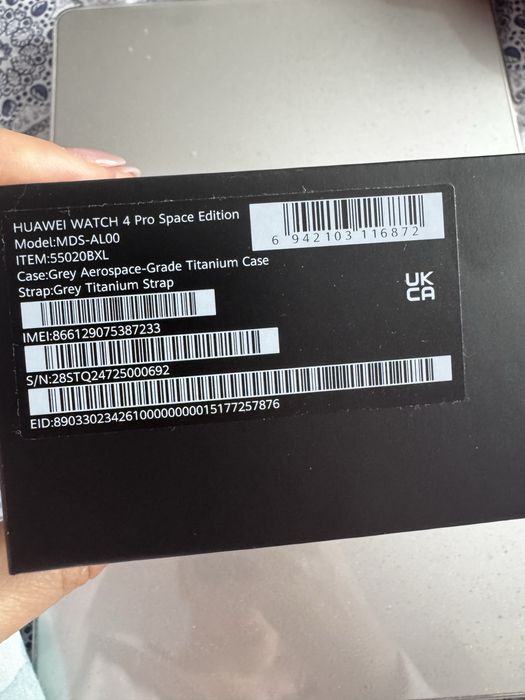 HUAWEI WATCH 4 Pro Space Edition
Model:MDS-AL00
ITEM:55020BXL
Case:Grey Aerospace-Grade Titanium Case
Strap:Grey Titanium Strap
6 942103 116872
UK
CA
IMEI:866129075387233
S/N:28STQ24725000692
EID:89033023426100000000015177257876